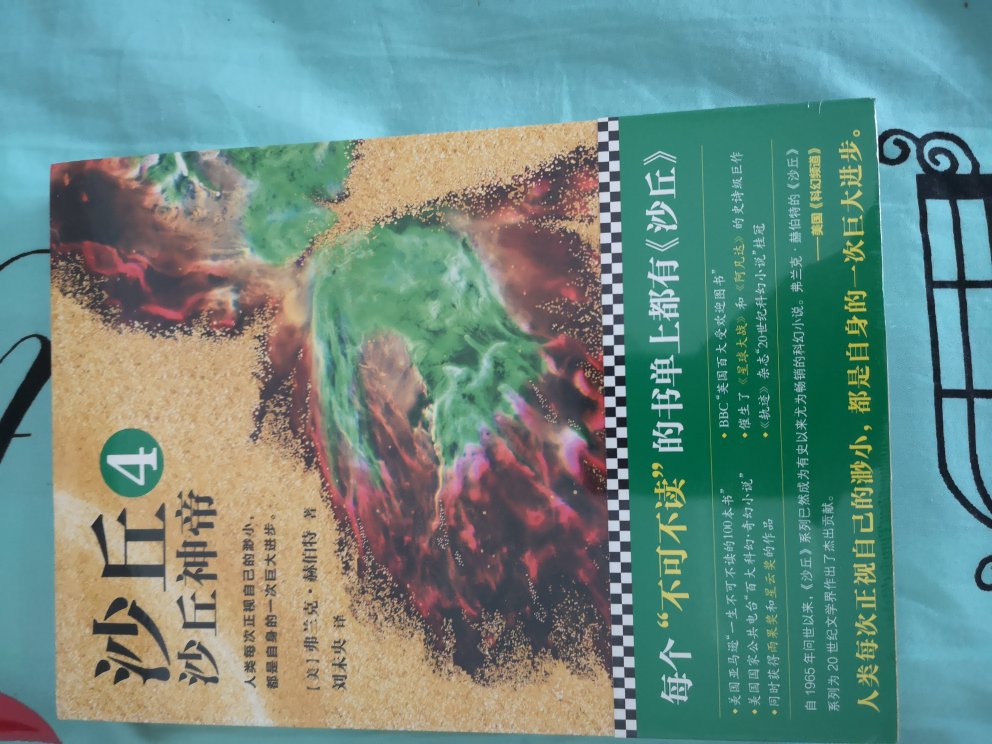 沙丘 4
沙丘神帝
人类每次正视自己的渺小，
都是自身的一次巨大进步。
［美］弗兰克·赫伯特 著
刘未央 译
每个“不可不读”的书单上都有《沙丘》
• 美国亚马逊“一生不可不读的100本书”
• 美国国家公共电台“百大科幻·奇幻小说”
• 同时获得雨果奖和星云奖的作品
• BBC“英国百大受欢迎图书”
• 催生了《星球大战》和《阿凡达》的史诗级巨作
• 《轨迹》杂志“20世纪科幻小说”桂冠
自1965年问世以来，《沙丘》系列已然成为有史以来尤为畅销的科幻小说。弗兰克·赫伯特的《沙丘》
系列为20世纪文学界作出了杰出贡献。
——美国《科幻频道》
人类每次正视自己的渺小，都是自身的一次巨大进步。